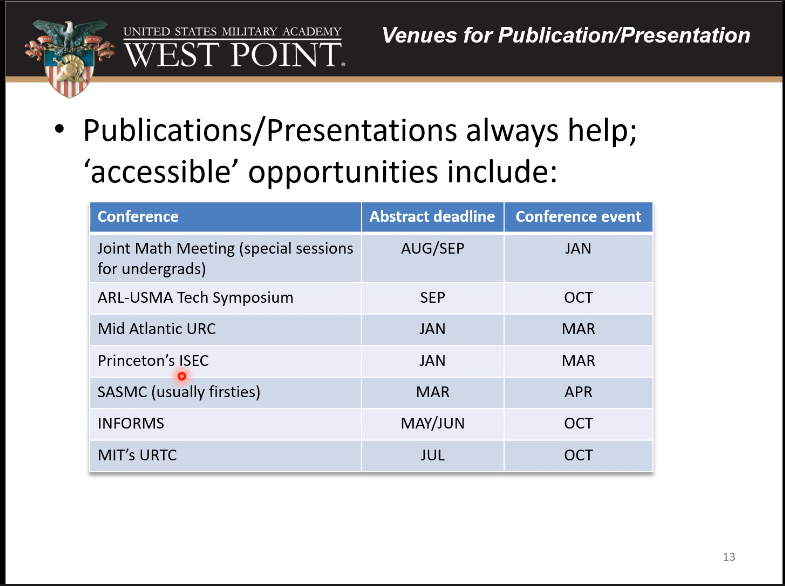 UNITED STATES MILITARY ACADEMY
WEST POINT.
Venues for Publication/Presentation
• Publications/Presentations always help;
‘accessible’ opportunities include:
Conference Abstract deadline Conference event
Joint Math Meeting (special sessions AUG/SEP JAN
for undergrads)
ARL-USMA Tech Symposium SEP OCT
Mid Atlantic URC JAN MAR
Princeton’s ISEC JAN MAR
SASMC (usually firsties) MAR APR
INFORMS MAY/JUN OCT
MIT’s URTC JUL OCT
13